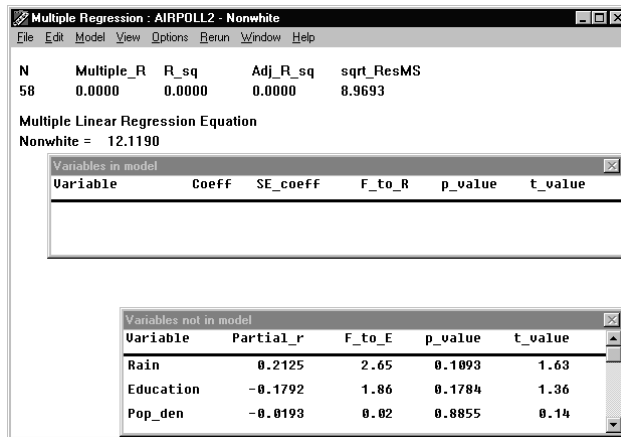 Multiple Regression : AIRPOLL2 - Nonwhite
File Edit Model View Options Rerun Window Help
N Multiple_R R_sq Adj_R_sq sqrt_ResMS
58 0.0000 0.0000 0.0000 8.9693
Multiple Linear Regression Equation
Nonwhite = 12.1190
Variables in model
Variable Coeff SE_coeff F_to_R p_value t_value
Variables not in model
Variable Partial_r F_to_E p_value t_value
Rain 0.2125 2.65 0.1093 1.63
Education -0.1792 1.86 0.1784 1.36
Pop_den -0.0193 0.02 0.8855 0.14